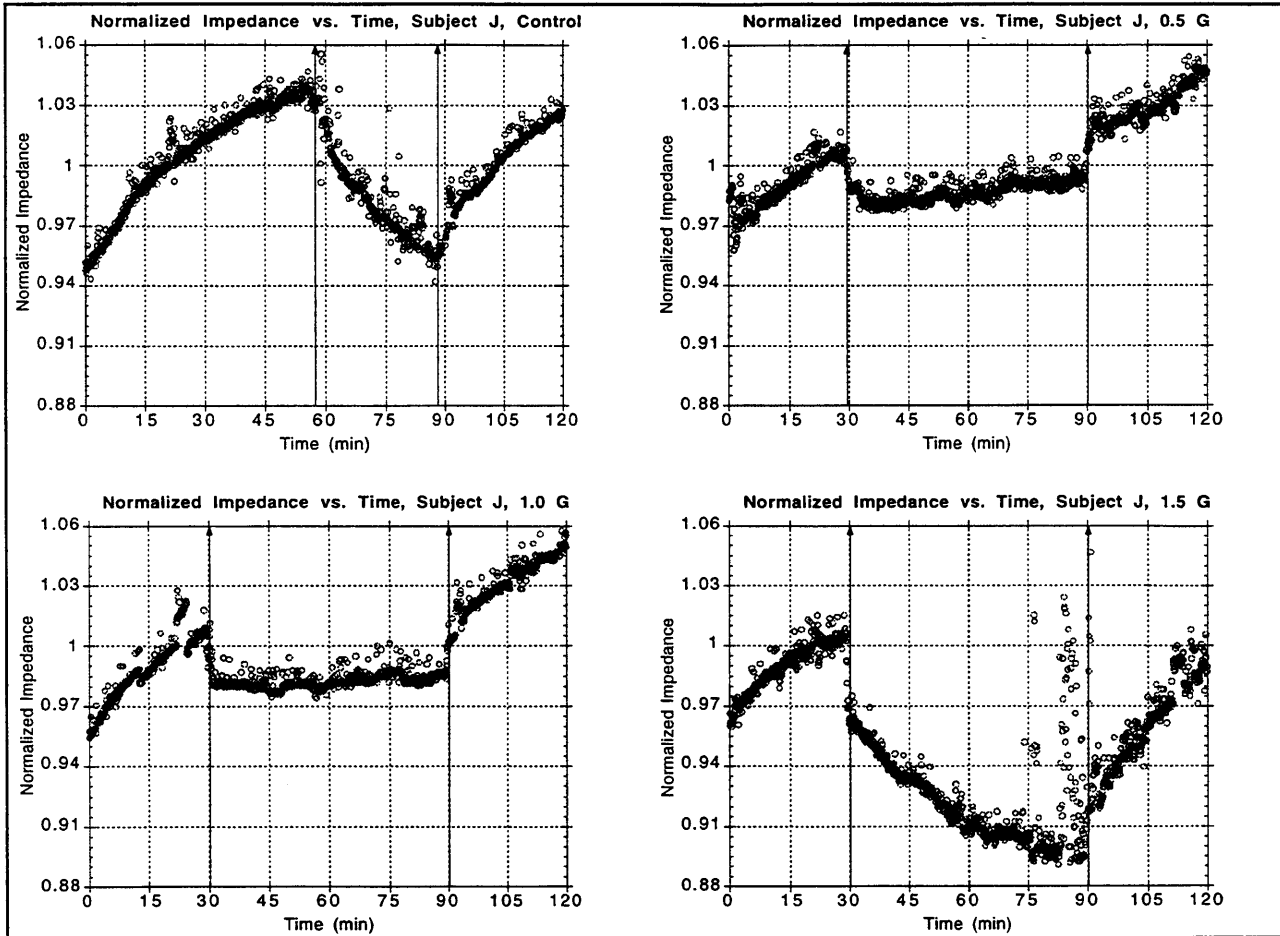 Normalized Impedance vs. Time, Subject J, Control
1.06
1.03
1
0.97
0.94
0.91
0.88
Normalized Impedance
0 15 30 45 60 75 90 105 120
Time (min)
Normalized Impedance vs. Time, Subject J, 0.5 G
1.06
1.03
1
0.97
0.94
0.91
0.88
Normalized Impedance
0 15 30 45 60 75 90 105 120
Time (min)
Normalized Impedance vs. Time, Subject J, 1.0 G
1.06
1.03
1
0.97
0.94
0.91
0.88
Normalized Impedance
0 15 30 45 60 75 90 105 120
Time (min)
Normalized Impedance vs. Time, Subject J, 1.5 G
1.06
1.03
1
0.97
0.94
0.91
0.88
Normalized Impedance
0 15 30 45 60 75 90 105 120
Time (min)